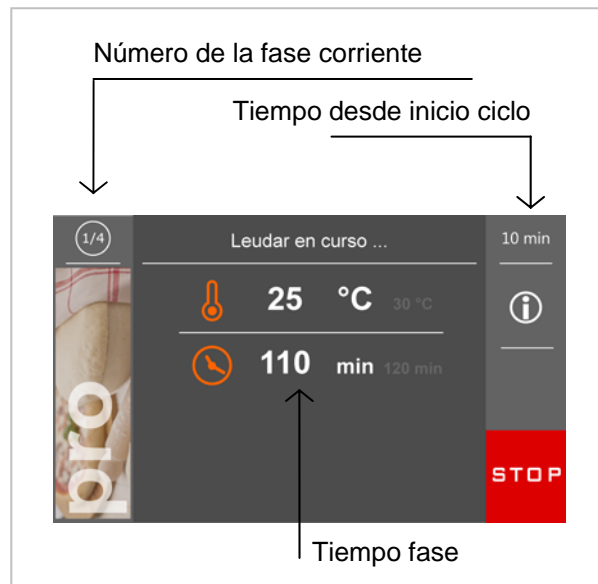 Número de la fase corriente
Tiempo desde inicio ciclo
1/4
Leudar en curso ...
10 min
25 °C 30 °C
110 min 120 min
pro
STOP
Tiempo fase